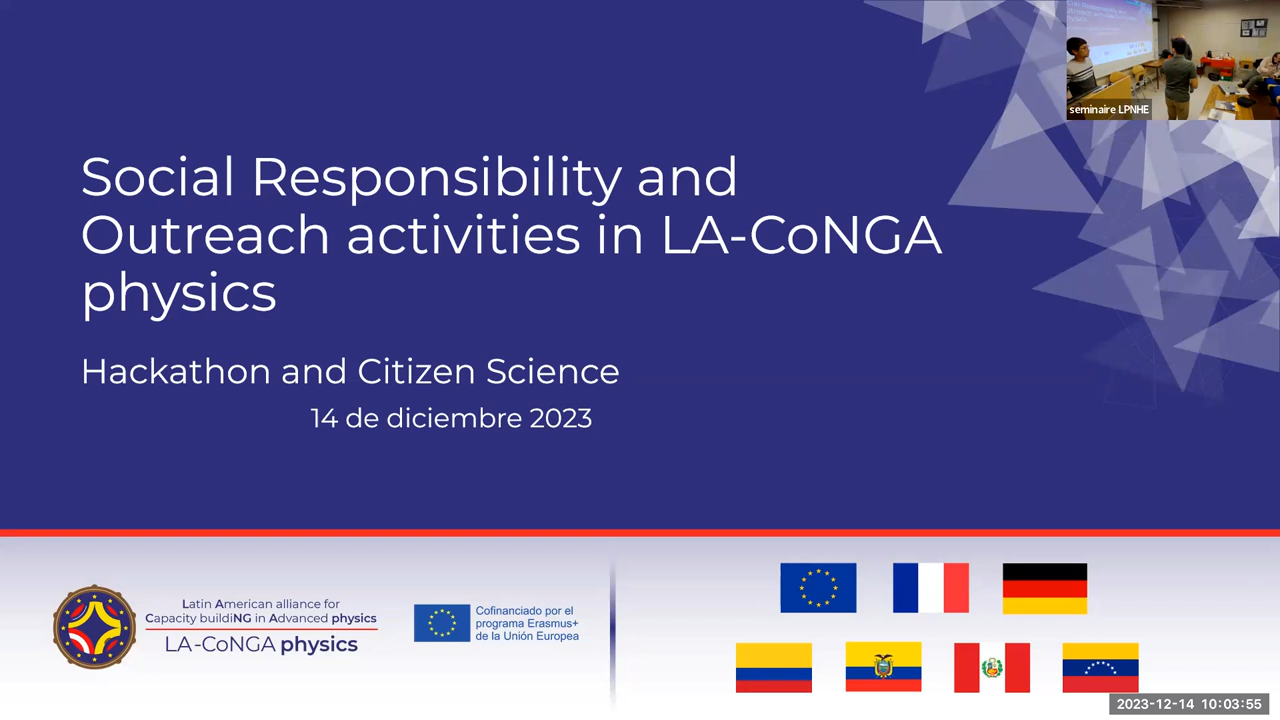 Social Responsibility and
Outreach activities in LA-CoNGA
physics
Hackathon and Citizen Science
14 de diciembre 2023
seminaire LPNHE
Latin American alliance for
Capacity buildiNG in Advanced physics
LA-CoNGA physics
Cofinanciado por el
programa Erasmus+
de la Unión Europea
2023-12-14 10:03:55